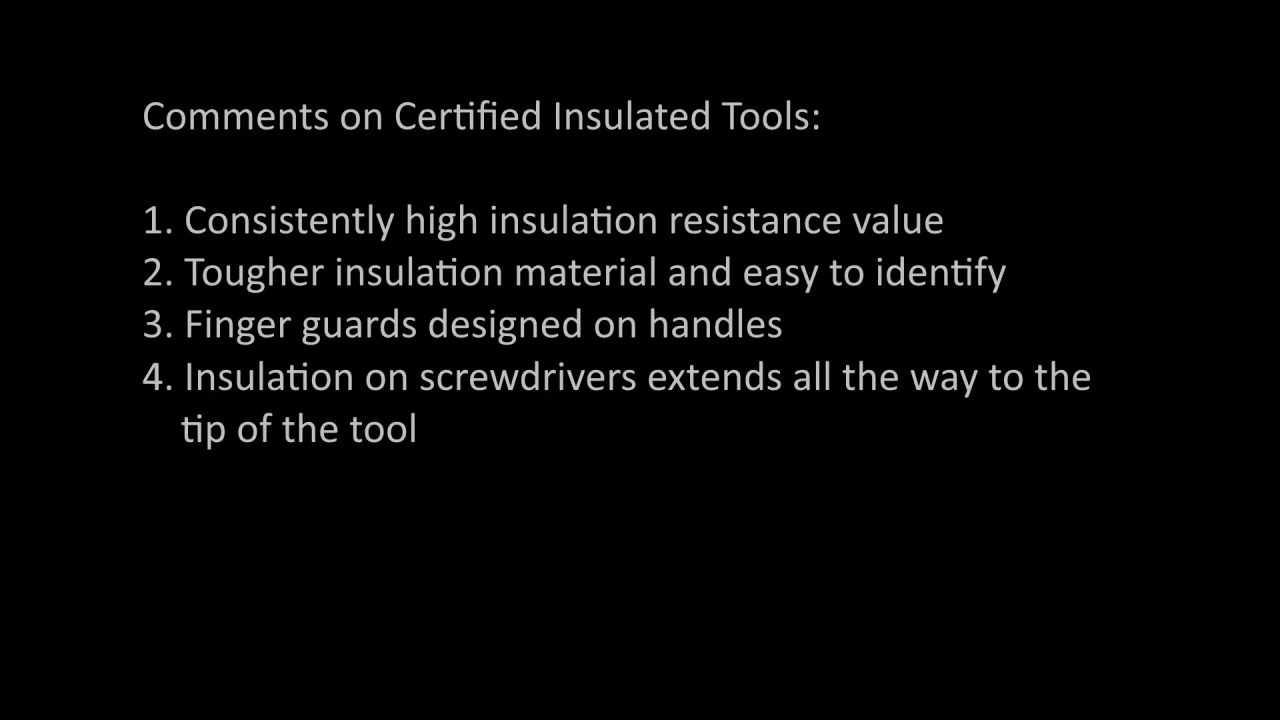 Comments on Certified Insulated Tools:
1. Consistently high insulation resistance value
2. Tougher insulation material and easy to identify
3. Finger guards designed on handles
4. Insulation on screwdrivers extends all the way to the
tip of the tool